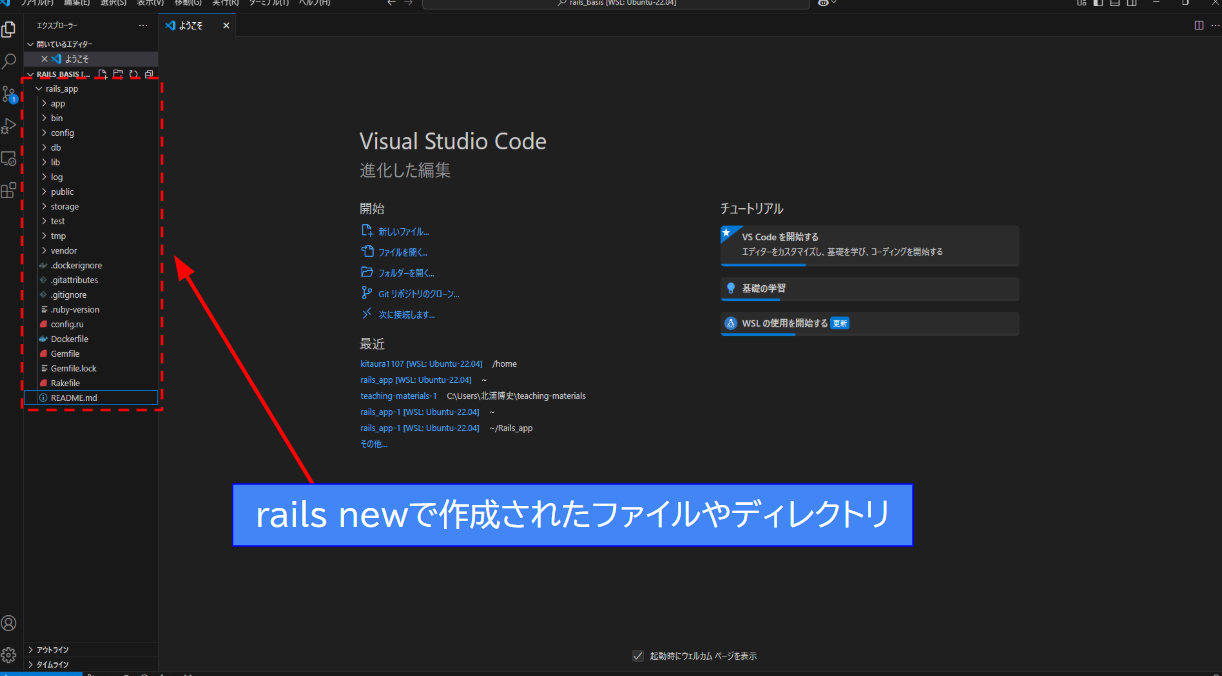 ファイル(F) 編集(E) 選択(S) 表示(V) 移動(G) 実行(R) ターミナル(T) ヘルプ(H)
rails_basis [WSL: Ubuntu-22.04]
エクスプローラー
ようこそ
開いているエディター
ようこそ
RAILS_BASIS [...
rails_app
app
bin
config
db
lib
log
public
storage
test
tmp
vendor
.dockerignore
.gitattributes
.gitignore
.ruby-version
config.ru
Dockerfile
Gemfile
Gemfile.lock
Rakefile
README.md
アウトライン
タイムライン
1
Visual Studio Code
進化した編集
開始
新しいファイル...
ファイルを開く...
フォルダーを開く...
Git リポジトリのクローン...
次に接続します...
最近
kitaura1107 [WSL: Ubuntu-22.04] /home
rails_app [WSL: Ubuntu-22.04] ~
teaching-materials-1 C:\Users\北浦博史\teaching-materials
rails_app-1 [WSL: Ubuntu-22.04] ~
rails_app-1 [WSL: Ubuntu-22.04] ~/Rails_app
その他...
チュートリアル
VS Code を開始する
エディターをカスタマイズし、基礎を学び、コーディングを開始する
基礎の学習
WSL の使用を開始する 更新
rails newで作成されたファイルやディレクトリ
起動時にウェルカム ページを表示